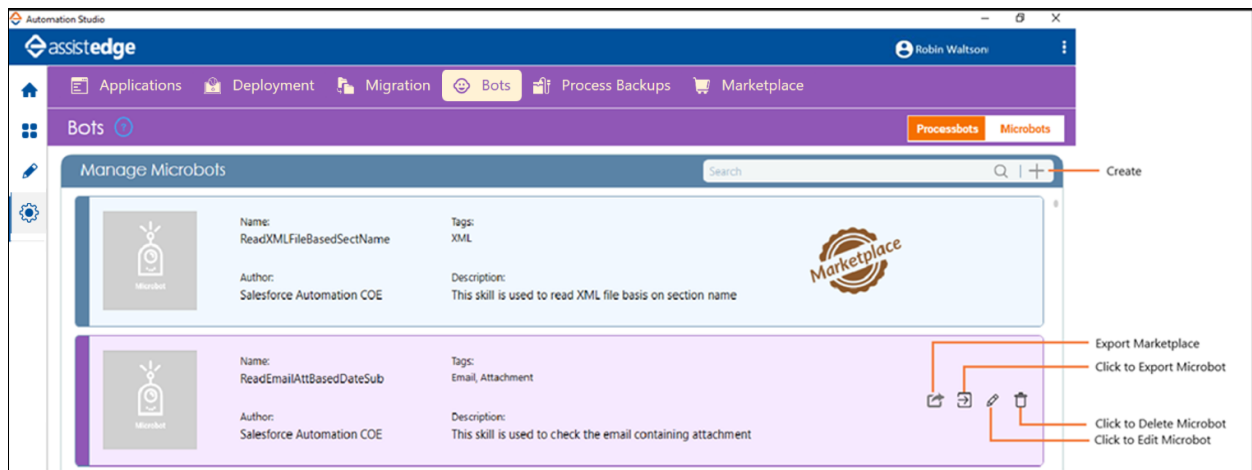 Automation Studio
assistedge
Robin Waltson
Applications
Deployment
Migration
Bots
Process Backups
Marketplace
Bots ?
Processbots
Microbots
Manage Microbots
Search
Create
Name:
ReadXMLFileBasedSectName
Tags:
XML
Author:
Salesforce Automation COE
Description:
This skill is used to read XML file basis on section name
Microbot
Marketplace
Name:
ReadEmailAttBasedDateSub
Tags:
Email, Attachment
Author:
Salesforce Automation COE
Description:
This skill is used to check the email containing attachment
Microbot
Export Marketplace
Click to Export Microbot
Click to Delete Microbot
Click to Edit Microbot